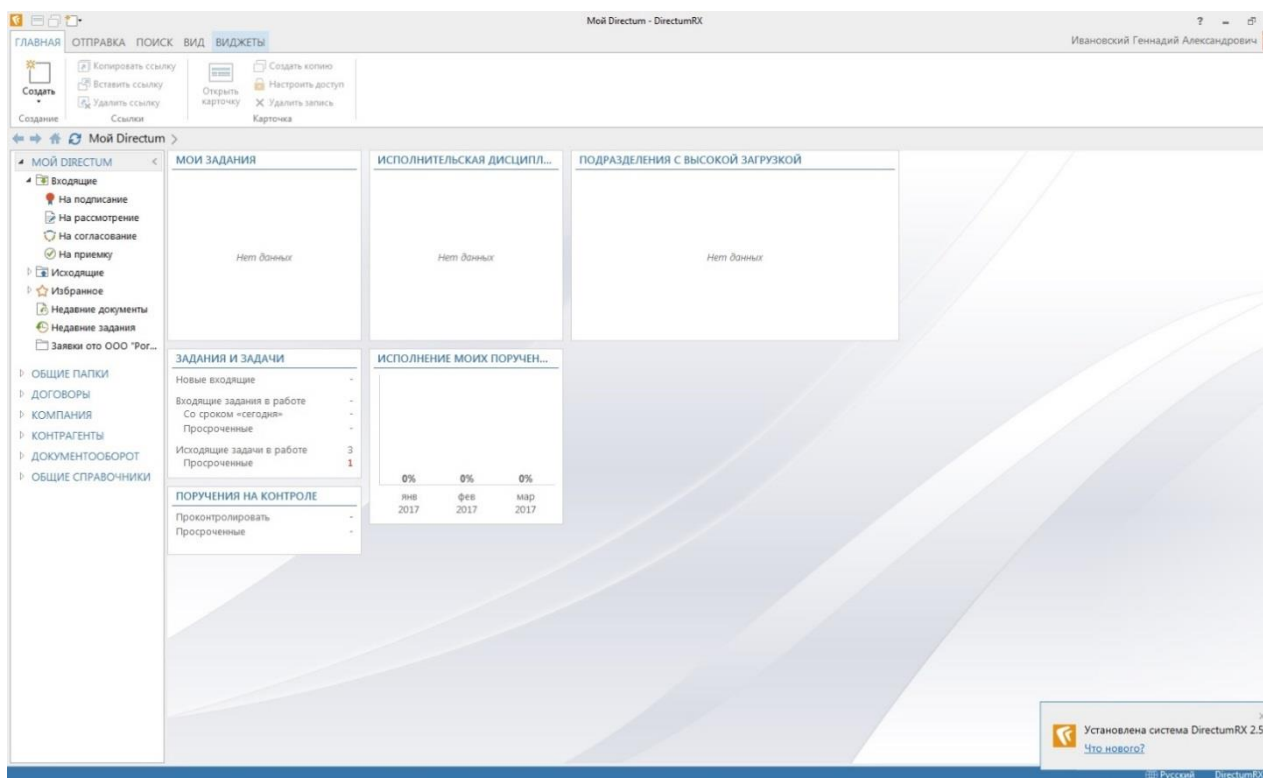 Мой Directum - DirectumRX
? –
ГЛАВНАЯ ОТПРАВКА ПОИСК ВИД ВИДЖЕТЫ
Ивановский Геннадий Александрович
Создать
Копировать ссылку
Вставить ссылку
Удалить ссылку
Открыть карточку
Создать копию
Настроить доступ
Удалить запись
Создание Ссылки Карточка
Мой Directum >
МОЙ DIRECTUM <
Входящие
На подписание
На рассмотрение
На согласование
На приемку
Исходящие
Избранное
Недавние документы
Недавние задания
Заявки ото ООО "Рог...
ОБЩИЕ ПАПКИ
ДОГОВОРЫ
КОМПАНИЯ
КОНТРАГЕНТЫ
ДОКУМЕНТООБОРОТ
ОБЩИЕ СПРАВОЧНИКИ
МОИ ЗАДАНИЯ
Нет данных
ИСПОЛНИТЕЛЬСКАЯ ДИСЦИПЛ...
Нет данных
ПОДРАЗДЕЛЕНИЯ С ВЫСОКОЙ ЗАГРУЗКОЙ
Нет данных
ЗАДАНИЯ И ЗАДАЧИ
Новые входящие -
Входящие задания в работе -
Со сроком «сегодня» -
Просроченные -
Исходящие задачи в работе 3
Просроченные 1
ИСПОЛНЕНИЕ МОИХ ПОРУЧЕН...
0% 0% 0%
янв фев мар
2017 2017 2017
ПОРУЧЕНИЯ НА КОНТРОЛЕ
Проконтролировать -
Просроченные -
Установлена система DirectumRX 2.5
Что нового?
Русский DirectumRX